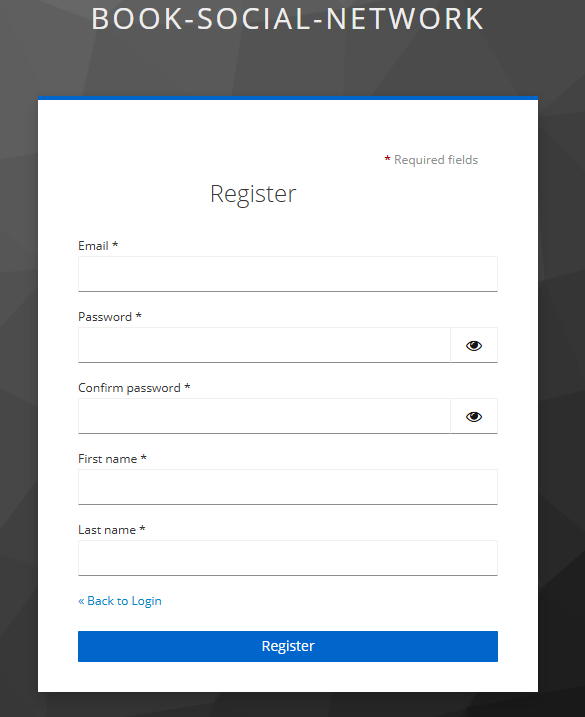 BOOK-SOCIAL-NETWORK
* Required fields
Register
Email *
Password *
Confirm password *
First name *
Last name *
« Back to Login
Register